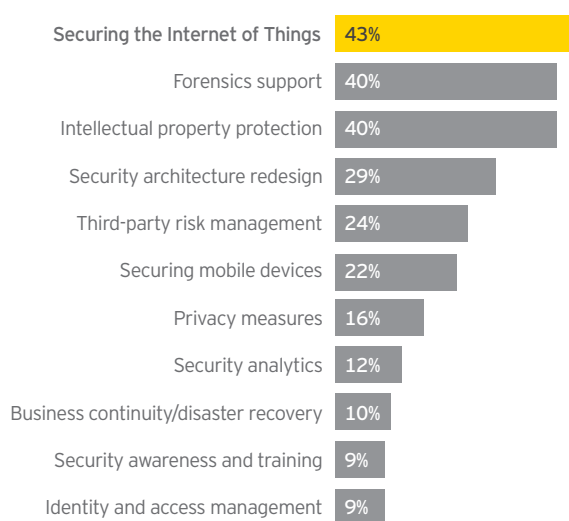 Securing the Internet of Things 43%
Forensics support 40%
Intellectual property protection 40%
Security architecture redesign 29%
Third-party risk management 24%
Securing mobile devices 22%
Privacy measures 16%
Security analytics 12%
Business continuity/disaster recovery 10%
Security awareness and training 9%
Identity and access management 9%